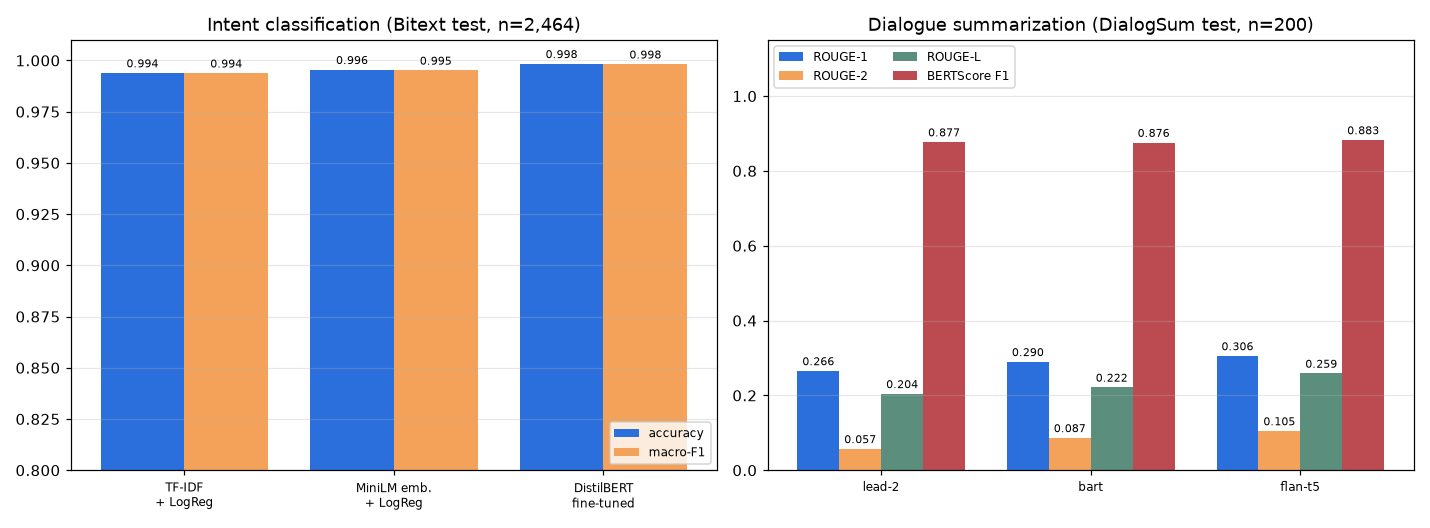 Intent classification (Bitext test, n=2,464)
1.000
0.975
0.950
0.925
0.900
0.875
0.850
0.825
0.800
0.994
0.994
0.996
0.995
0.998
0.998
accuracy
macro-F1
TF-IDF
+ LogReg
MiniLM emb.
+ LogReg
DistilBERT
fine-tuned
Dialogue summarization (DialogSum test, n=200)
ROUGE-1
ROUGE-2
ROUGE-L
BERTScore F1
1.0
0.8
0.6
0.4
0.2
0.0
0.266
0.057
0.204
0.877
0.290
0.087
0.222
0.876
0.306
0.105
0.259
0.883
lead-2
bart
flan-t5